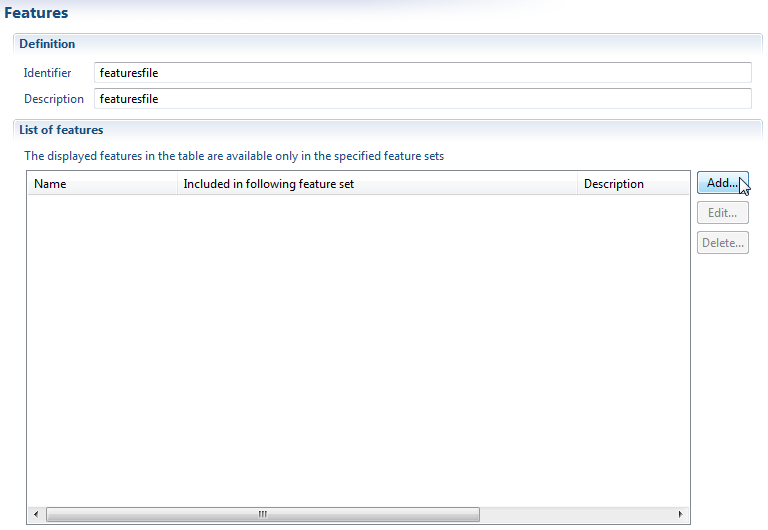 Features
Definition
Identifier featuresfile
Description featuresfile
List of features
The displayed features in the table are available only in the specified feature sets
Name Included in following feature set Description
Add...
Edit...
Delete...